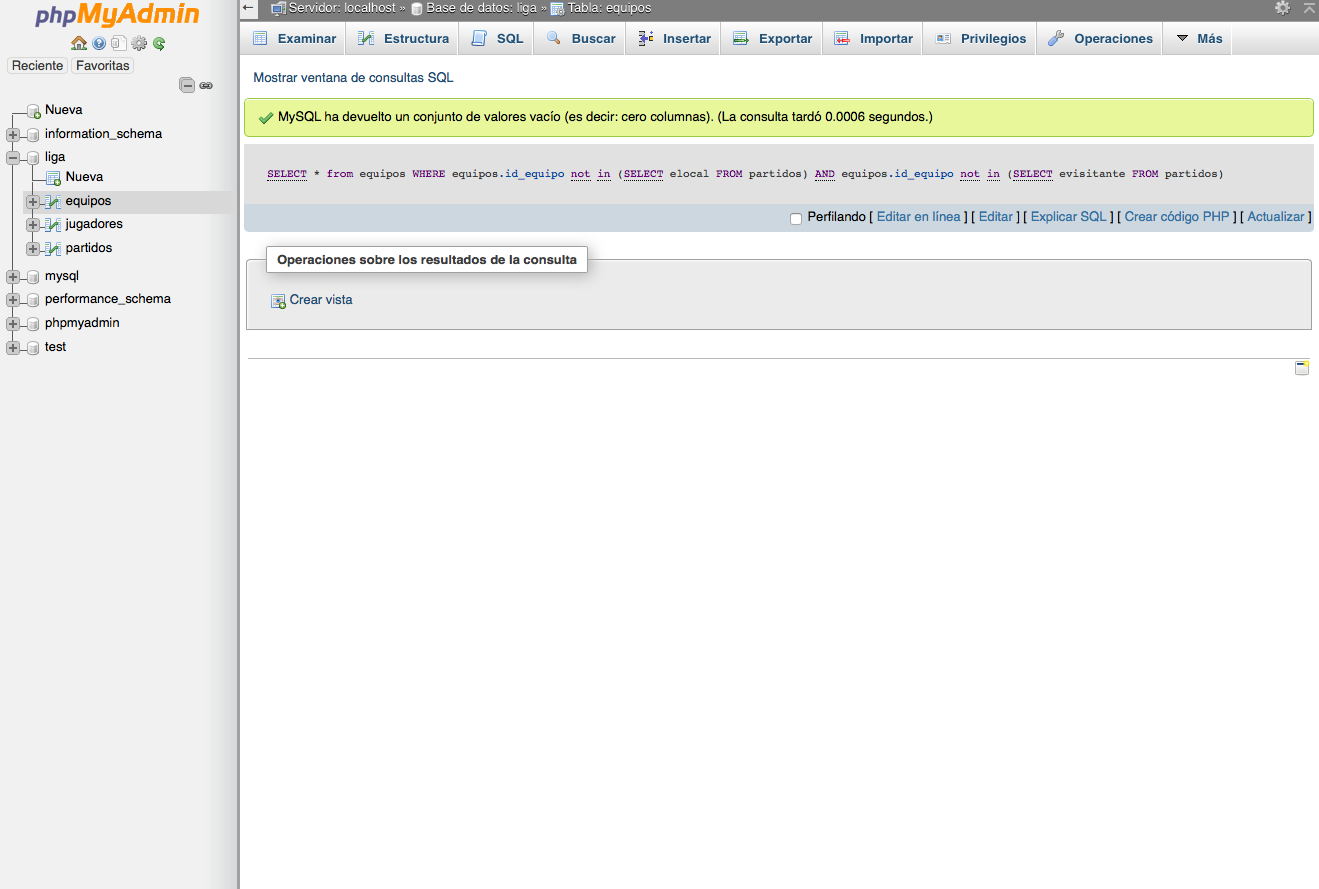 phpMyAdmin
Reciente Favoritas
Nueva
information_schema
liga
Nueva
equipos
jugadores
partidos
mysql
performance_schema
phpmyadmin
test
Servidor: localhost » Base de datos: liga » Tabla: equipos
Examinar Estructura SQL Buscar Insertar Exportar Importar Privilegios Operaciones Más
Mostrar ventana de consultas SQL
MySQL ha devuelto un conjunto de valores vacío (es decir: cero columnas). (La consulta tardó 0.0006 segundos.)
SELECT * from equipos WHERE equipos.id_equipo not in (SELECT elocal FROM partidos) AND equipos.id_equipo not in (SELECT evisitante FROM partidos)
Perfilando [ Editar en línea ] [ Editar ] [ Explicar SQL ] [ Crear código PHP ] [ Actualizar ]
Operaciones sobre los resultados de la consulta
Crear vista